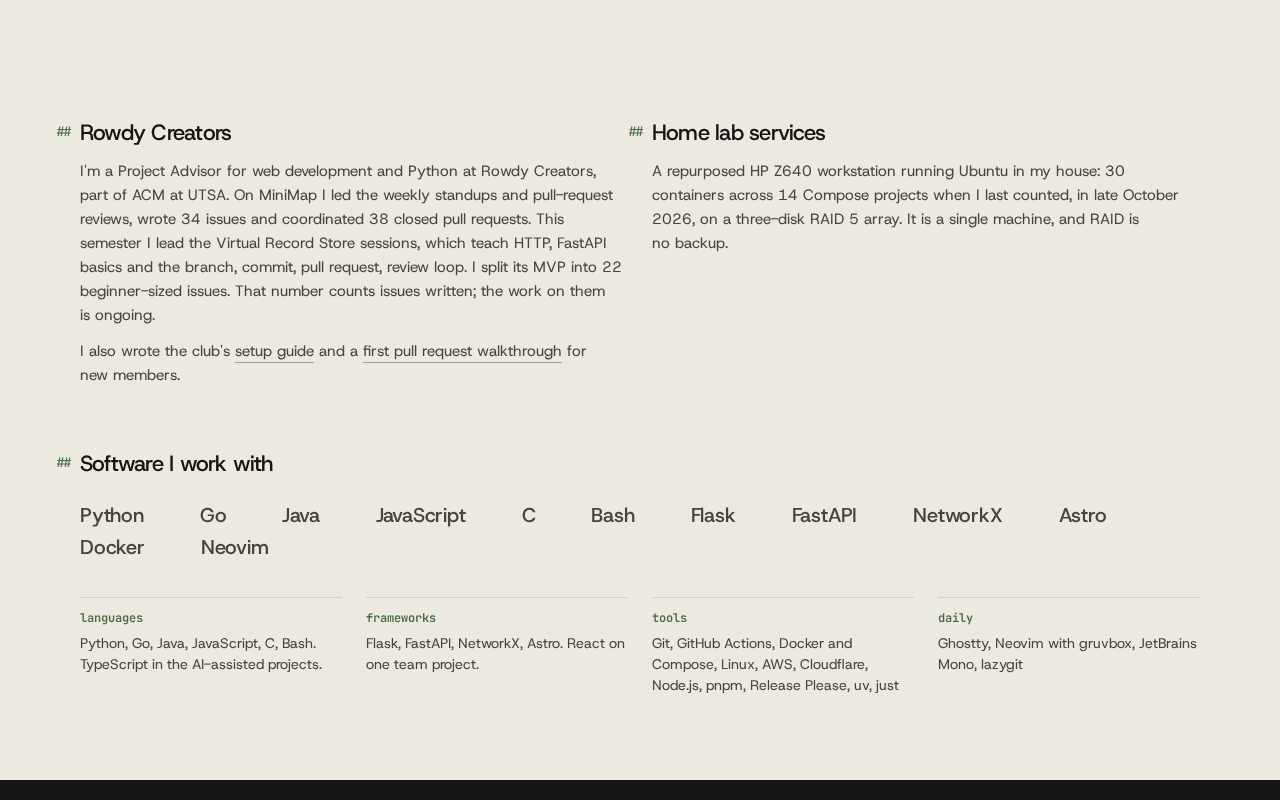 ## Rowdy Creators
I'm a Project Advisor for web development and Python at Rowdy Creators,
part of ACM at UTSA. On MiniMap I led the weekly standups and pull-request
reviews, wrote 34 issues and coordinated 38 closed pull requests. This
semester I lead the Virtual Record Store sessions, which teach HTTP, FastAPI
basics and the branch, commit, pull request, review loop. I split its MVP into 22
beginner-sized issues. That number counts issues written; the work on them
is ongoing.
I also wrote the club's setup guide and a first pull request walkthrough for
new members.
## Home lab services
A repurposed HP Z640 workstation running Ubuntu in my house: 30
containers across 14 Compose projects when I last counted, in late October
2026, on a three-disk RAID 5 array. It is a single machine, and RAID is
no backup.
## Software I work with
Python Go Java JavaScript C Bash Flask FastAPI NetworkX Astro
Docker Neovim
languages
Python, Go, Java, JavaScript, C, Bash.
TypeScript in the AI-assisted projects.
frameworks
Flask, FastAPI, NetworkX, Astro. React on
one team project.
tools
Git, GitHub Actions, Docker and
Compose, Linux, AWS, Cloudflare,
Node.js, pnpm, Release Please, uv, just
daily
Ghostty, Neovim with gruvbox, JetBrains
Mono, lazygit